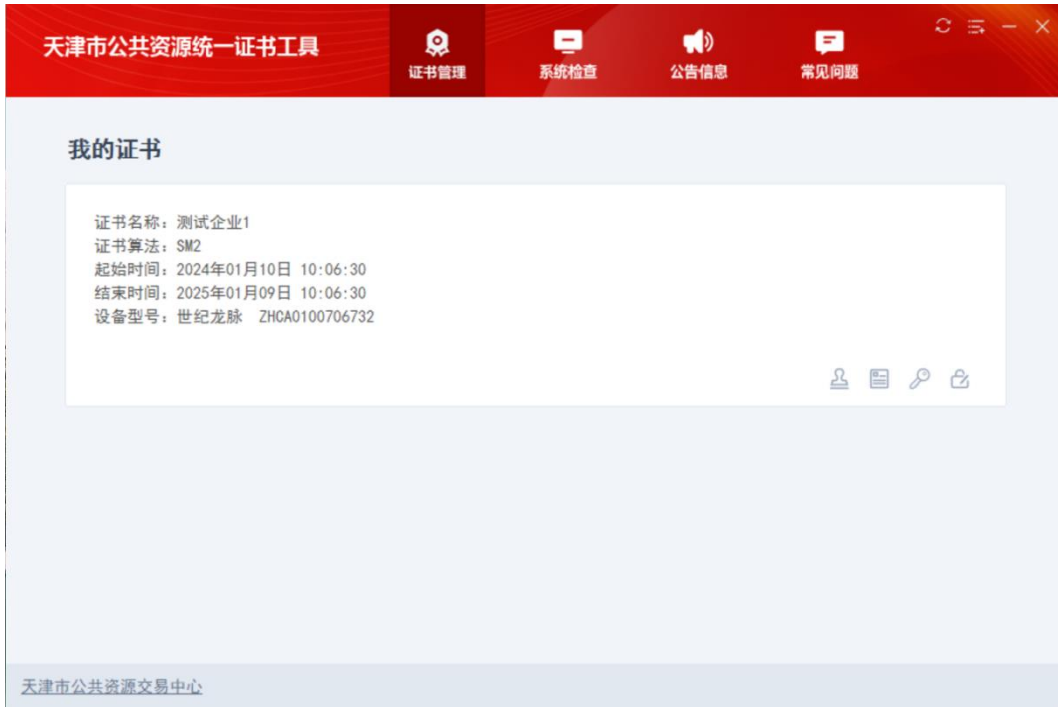 天津市公共资源统一证书工具
证书管理
系统检查
公告信息
常见问题
我的证书
证书名称：测试企业1
证书算法：SM2
起始时间：2024年01月10日 10:06:30
结束时间：2025年01月09日 10:06:30
设备型号：世纪龙脉 ZHCA0100706732
天津市公共资源交易中心